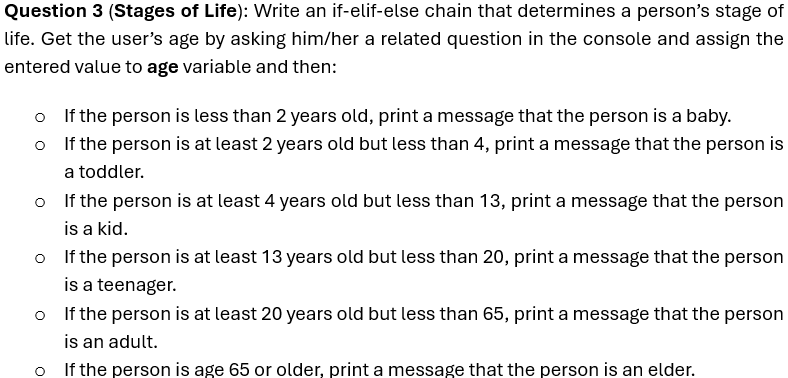 Question 3 (Stages of Life): Write an if-elif-else chain that determines a person's stage of
life. Get the user's age by asking him/her a related question in the console and assign the
entered value to age variable and then:
o If the person is less than 2 years old, print a message that the person is a baby.
o If the person is at least 2 years old but less than 4, print a message that the person is
a toddler.
o If the person is at least 4 years old but less than 13, print a message that the person
is a kid.
o If the person is at least 13 years old but less than 20, print a message that the person
is a teenager.
o If the person is at least 20 years old but less than 65, print a message that the person
is an adult.
o If the person is age 65 or older, print a message that the person is an elder.